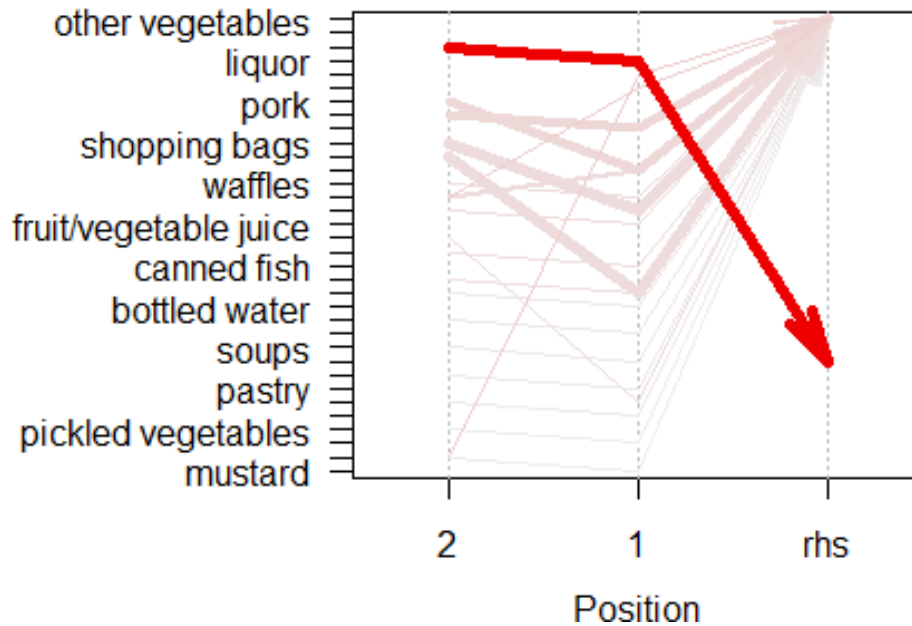 other vegetables
liquor
pork
shopping bags
waffles
fruit/vegetable juice
canned fish
bottled water
soups
pastry
pickled vegetables
mustard
2 1 rhs
Position